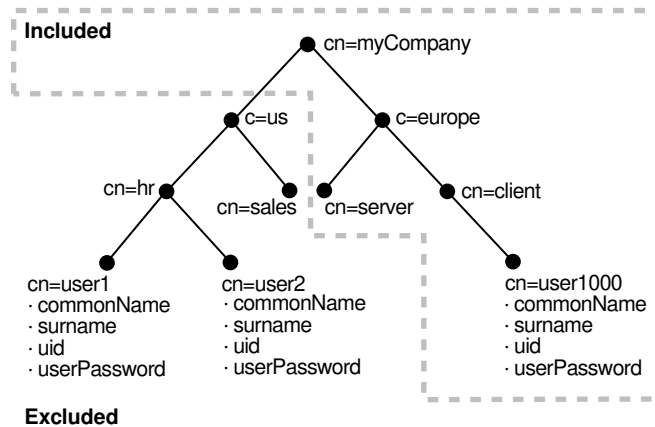 Included
cn=myCompany
c=us
c=europe
cn=hr
cn=sales
cn=server
cn=client
cn=user1
· commonName
· surname
· uid
· userPassword
cn=user2
· commonName
· surname
· uid
· userPassword
cn=user1000
· commonName
· surname
· uid
· userPassword
Excluded